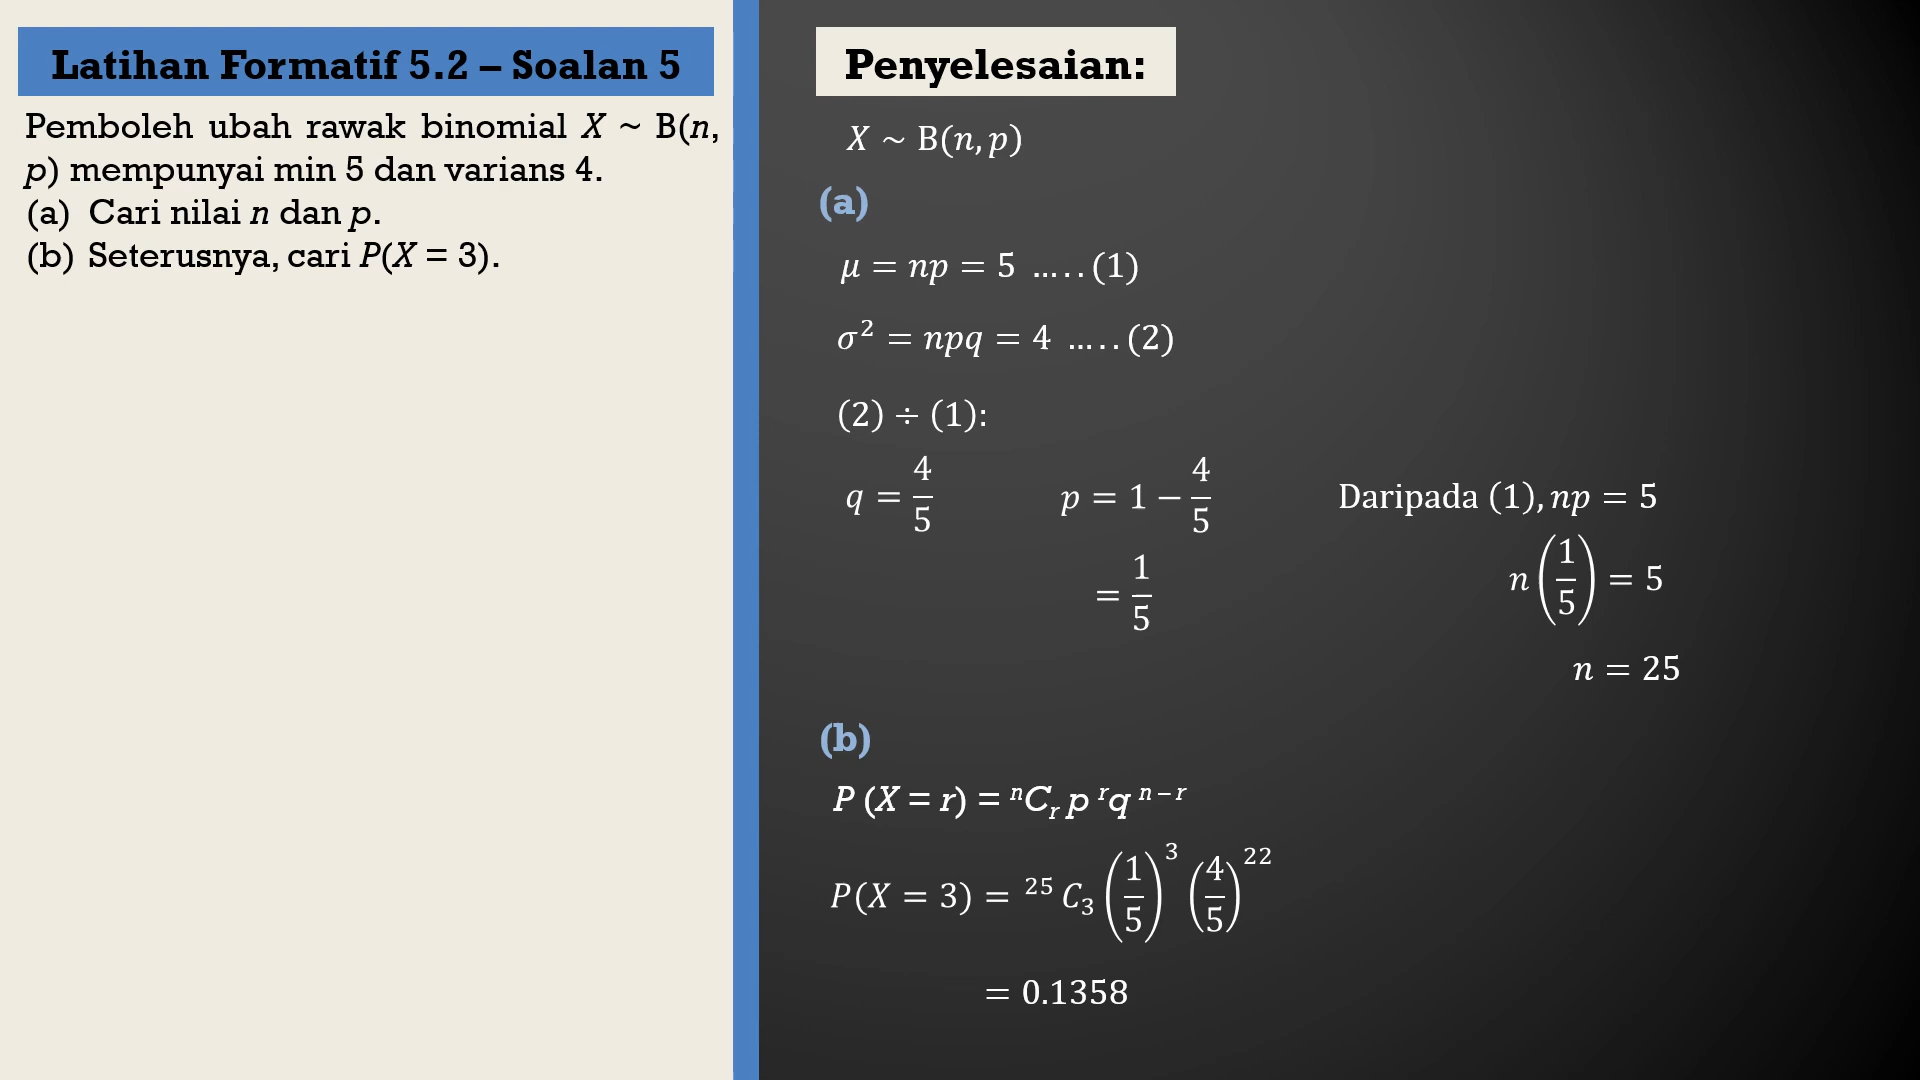 Latihan Formatif 5.2 – Soalan 5
Pemboleh ubah rawak binomial X ~ B(n,
p) mempunyai min 5 dan varians 4.
(a) Cari nilai n dan p.
(b) Seterusnya, cari P(X = 3).
Penyelesaian:
X ~ B(n, p)
(a)
μ = np = 5 …..(1)
σ² = npq = 4 …..(2)
(2) ÷ (1):
q = 4/5
p = 1 − 4/5
= 1/5
Daripada (1), np = 5
n(1/5) = 5
n = 25
(b)
P (X = r) = ⁿCᵣ p ʳq ⁿ⁻ʳ
P(X = 3) = ²⁵C₃ (1/5)³ (4/5)²²
= 0.1358